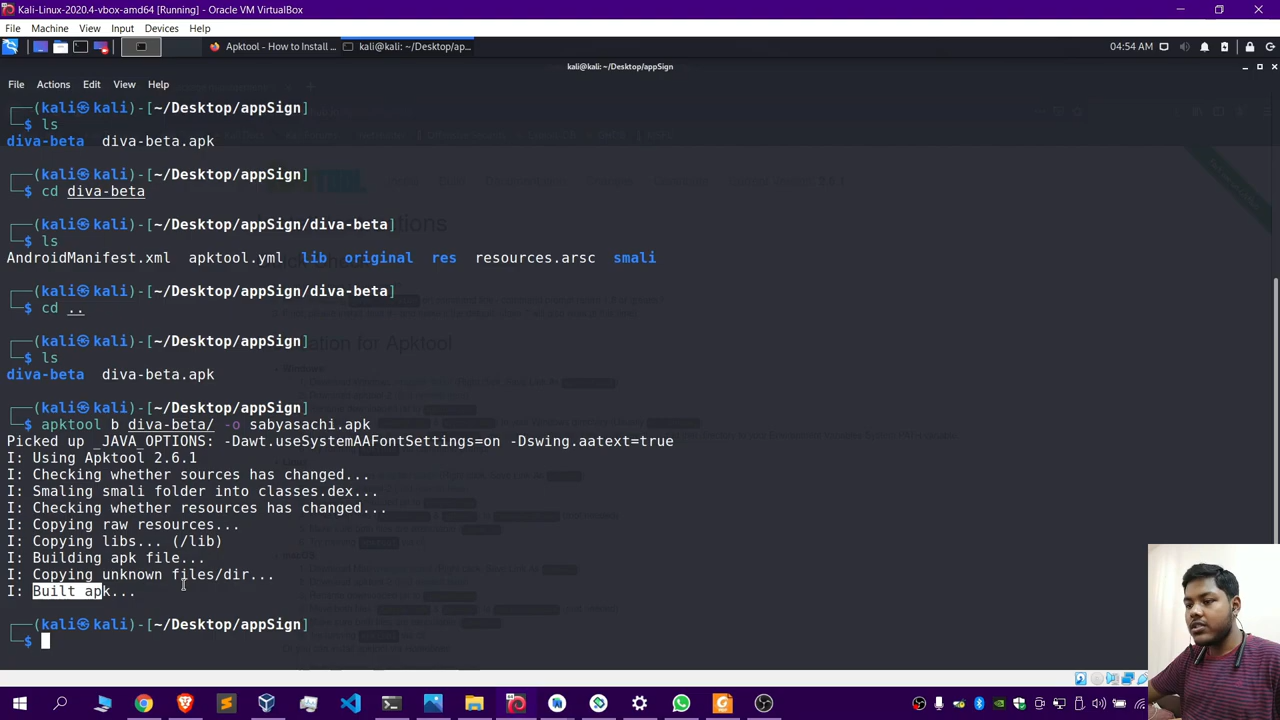 Kali-Linux-2020.4-vbox-amd64 [Running] - Oracle VM VirtualBox
File Machine View Input Devices Help
Apktool - How to Install ... kali@kali: ~/Desktop/ap... 04:54 AM
kali@kali: ~/Desktop/appSign
File Actions Edit View Help
┌──(kali㉿kali)-[~/Desktop/appSign]
└─$ ls
diva-beta diva-beta.apk
┌──(kali㉿kali)-[~/Desktop/appSign]
└─$ cd diva-beta
┌──(kali㉿kali)-[~/Desktop/appSign/diva-beta]
└─$ ls
AndroidManifest.xml apktool.yml lib original res resources.arsc smali
┌──(kali㉿kali)-[~/Desktop/appSign/diva-beta]
└─$ cd ..
┌──(kali㉿kali)-[~/Desktop/appSign]
└─$ ls
diva-beta diva-beta.apk
┌──(kali㉿kali)-[~/Desktop/appSign]
└─$ apktool b diva-beta/ -o sabyasachi.apk
Picked up _JAVA_OPTIONS: -Dawt.useSystemAAFontSettings=on -Dswing.aatext=true
I: Using Apktool 2.6.1
I: Checking whether sources has changed...
I: Smaling smali folder into classes.dex...
I: Checking whether resources has changed...
I: Copying raw resources...
I: Copying libs... (/lib)
I: Building apk file...
I: Copying unknown files/dir...
I: Built apk...
┌──(kali㉿kali)-[~/Desktop/appSign]
└─$